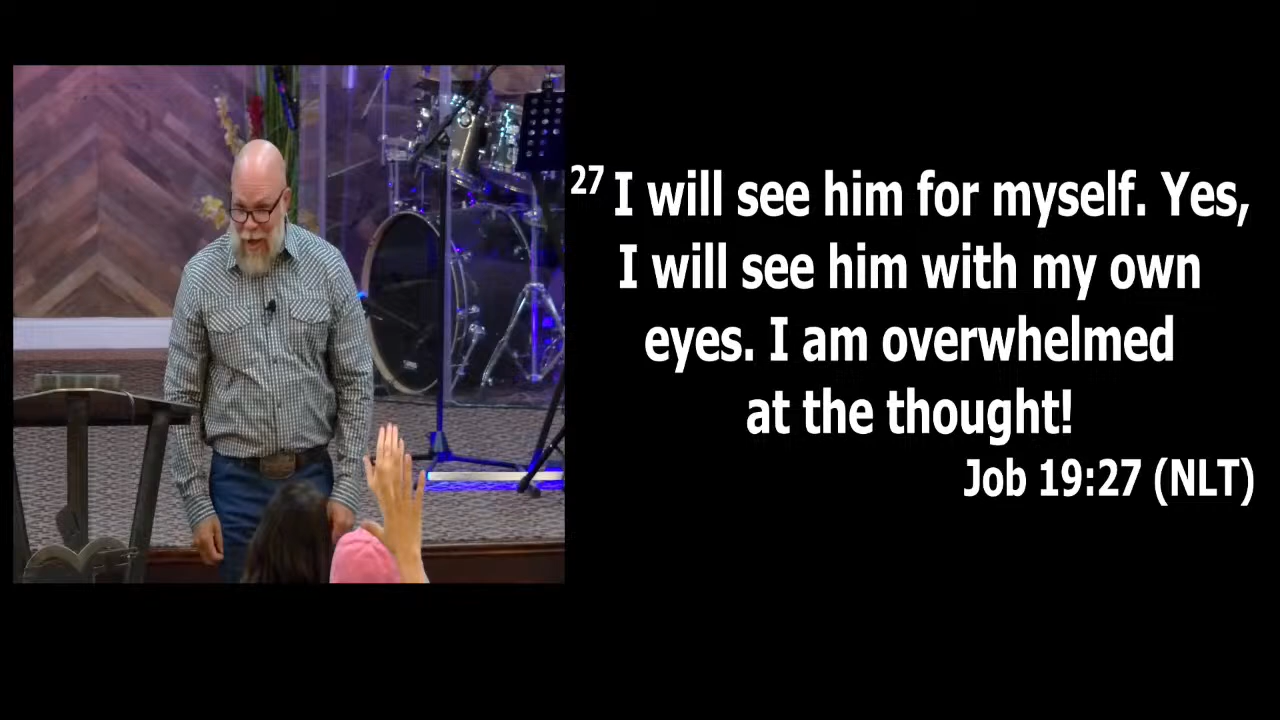 27 I will see him for myself. Yes,
I will see him with my own
eyes. I am overwhelmed
at the thought!
Job 19:27 (NLT)